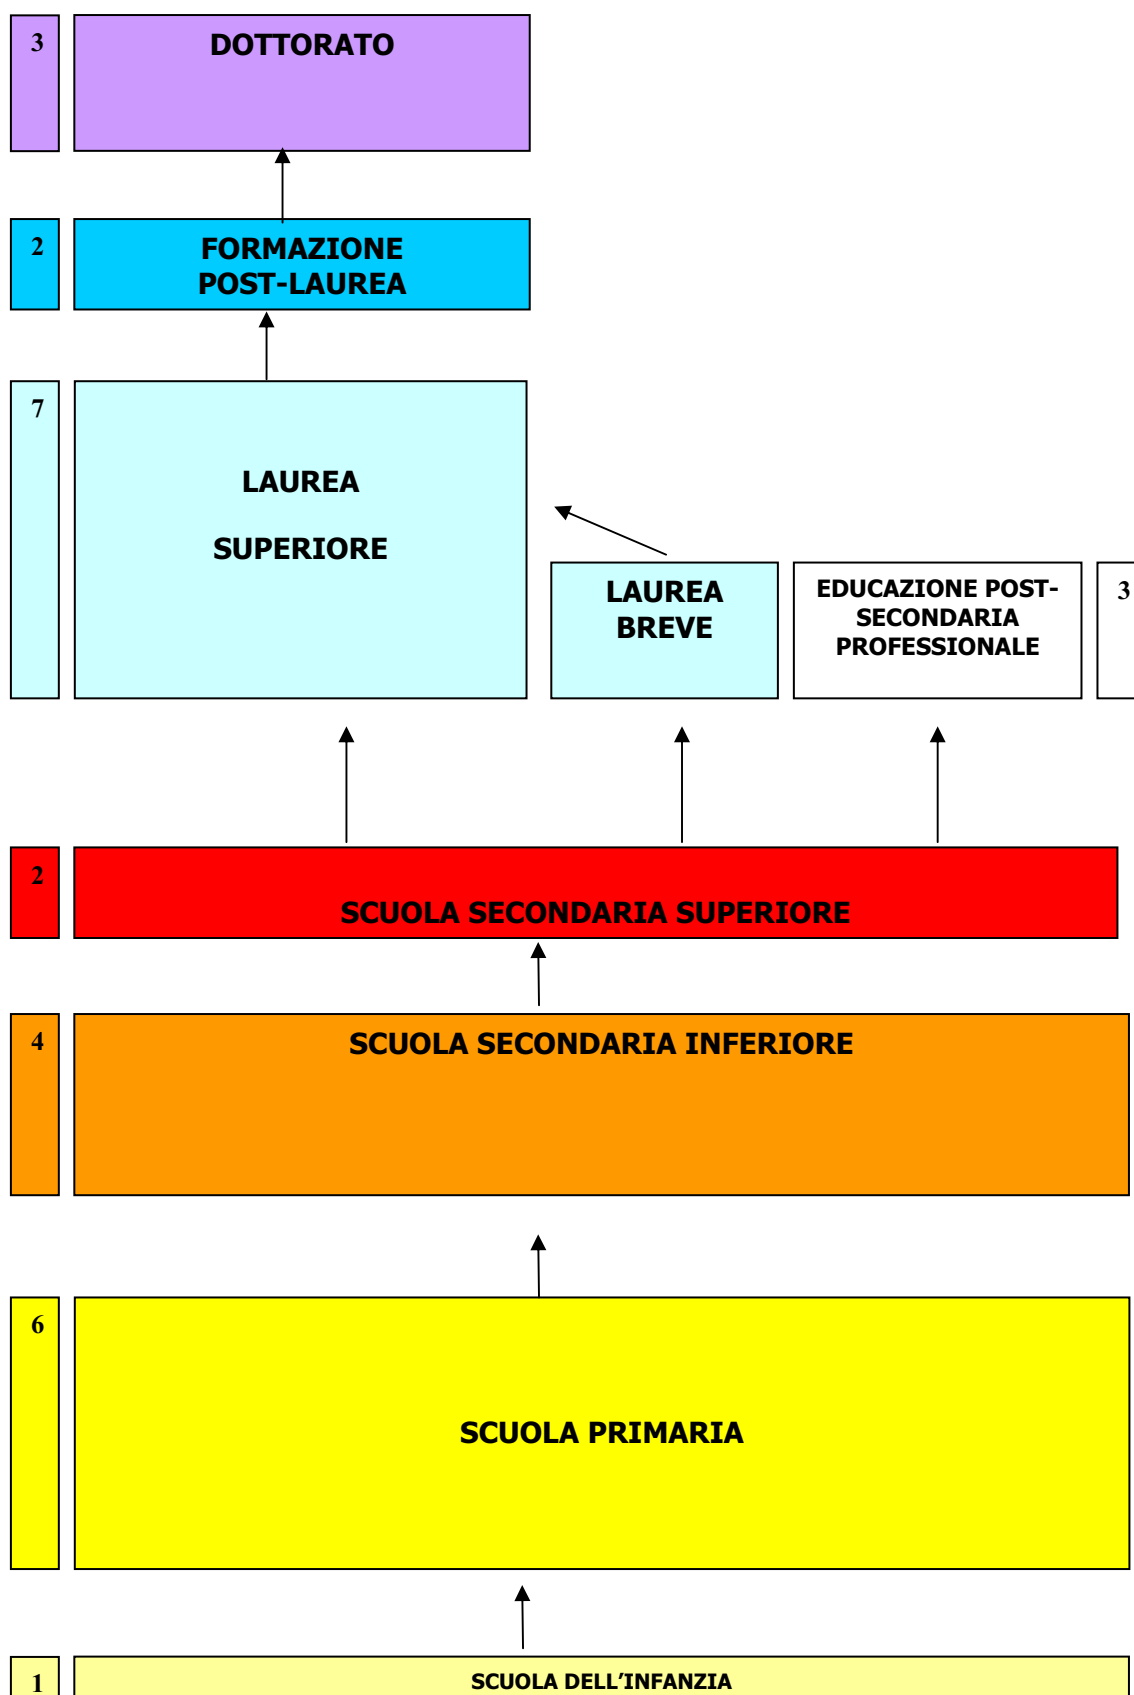 3
DOTTORATO
2
FORMAZIONE
POST-LAUREA
7
LAUREA
SUPERIORE
LAUREA
BREVE
EDUCAZIONE POST-
SECONDARIA
PROFESSIONALE
3
2
SCUOLA SECONDARIA SUPERIORE
4
SCUOLA SECONDARIA INFERIORE
6
SCUOLA PRIMARIA
1
SCUOLA DELL'INFANZIA